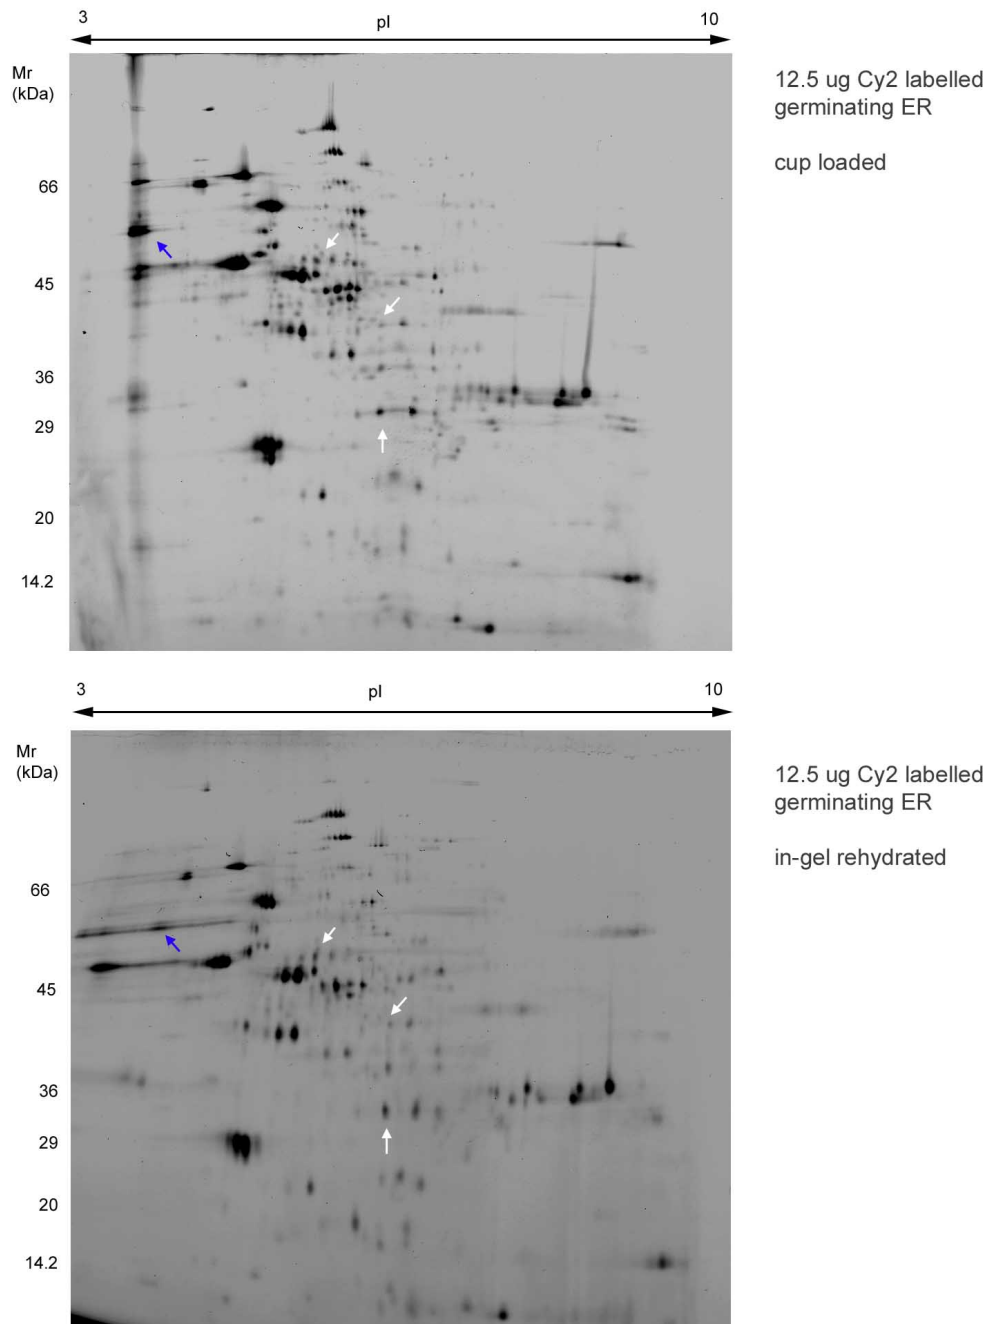 3
pI
10
Mr
(kDa)
66
45
36
29
20
14.2
12.5 ug Cy2 labelled
germinating ER
cup loaded
3
pI
10
Mr
(kDa)
66
45
36
29
20
14.2
12.5 ug Cy2 labelled
germinating ER
in-gel rehydrated